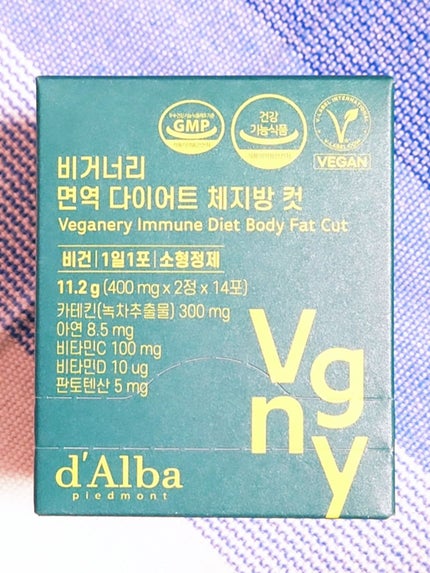 GMP
건강
기능식품
V-LABEL INTERNATIONAL
VEGAN
비거너리
면역 다이어트 체지방 컷
Veganery Immune Diet Body Fat Cut
비건|1일1포|소형정제
11.2 g (400 mg x 2정 x 14포)
카테킨(녹차추출물) 300 mg
아연 8.5 mg
비타민C 100 mg
비타민D 10 ug
판토텐산 5 mg
Vg
ny
d'Alba
piedmont